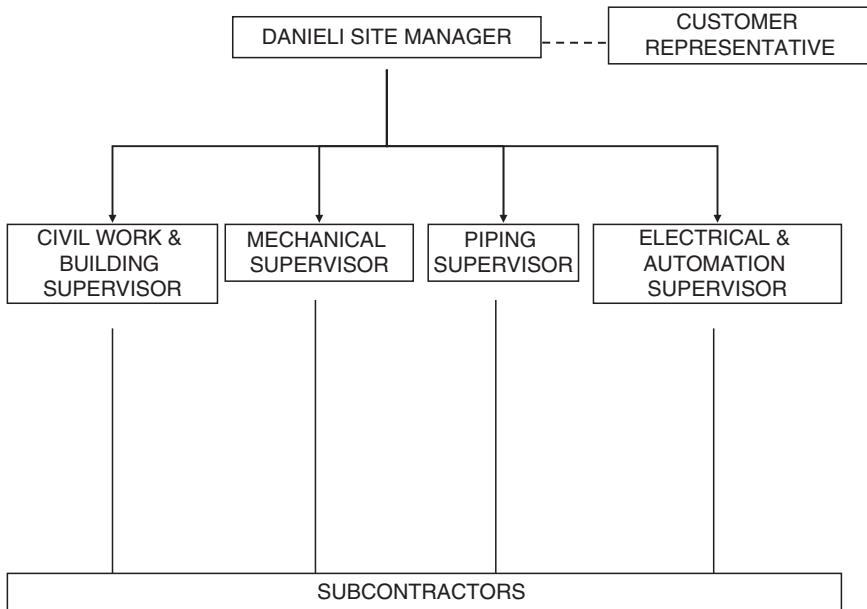 DANIELI SITE MANAGER
CUSTOMER
REPRESENTATIVE
CIVIL WORK &
BUILDING
SUPERVISOR
MECHANICAL
SUPERVISOR
PIPING
SUPERVISOR
ELECTRICAL &
AUTOMATION
SUPERVISOR
SUBCONTRACTORS